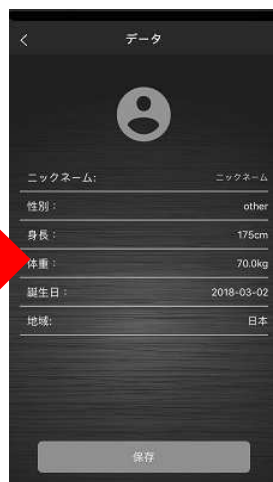 データ
ニックネーム: ニックネーム
性別： other
身長： 175cm
体重： 70.0kg
誕生日： 2018-03-02
地域: 日本
保存